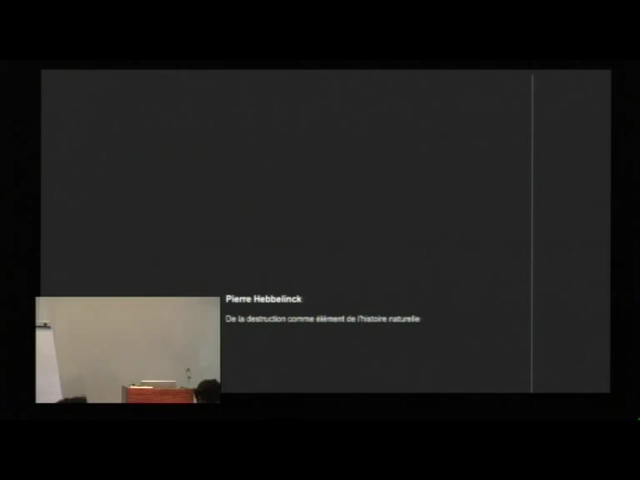 Pierre Hebbelinck
De la destruction comme élément de l'histoire naturelle